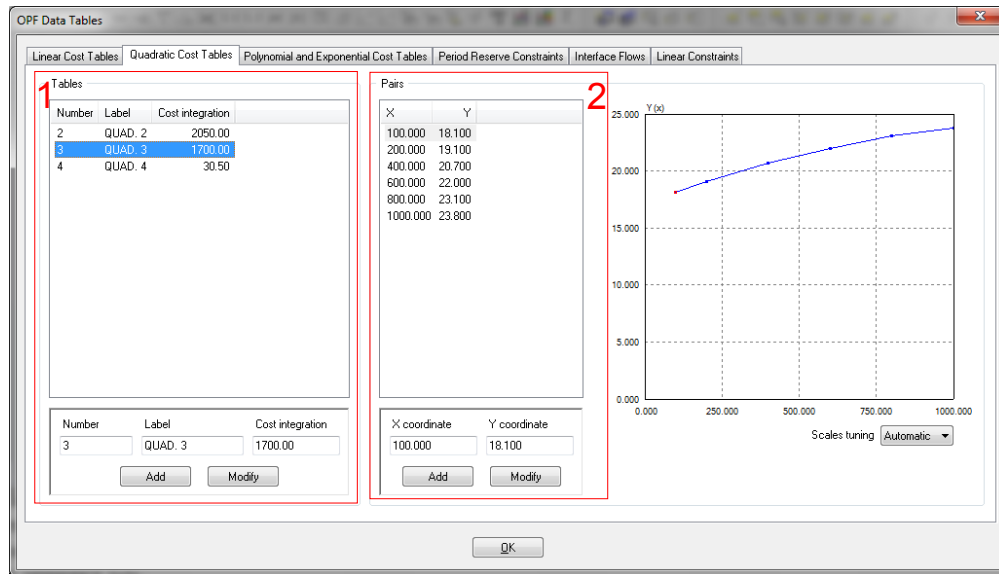 OPF Data Tables
Linear Cost Tables Quadratic Cost Tables Polynomial and Exponential Cost Tables Period Reserve Constraints Interface Flows Linear Constraints
1
Tables
Number Label Cost integration
2 QUAD. 2 2050.00
3 QUAD. 3 1700.00
4 QUAD. 4 30.50
Number Label Cost integration
3 QUAD. 3 1700.00
Add Modify
2
Pairs
X Y
100.000 18.100
200.000 19.100
400.000 20.700
600.000 22.000
800.000 23.100
1000.000 23.800
X coordinate Y coordinate
100.000 18.100
Add Modify
Y (x)
25.000
20.000
15.000
10.000
5.000
0.000
0.000 250.000 500.000 750.000 1000.000
Scales tuning Automatic
OK